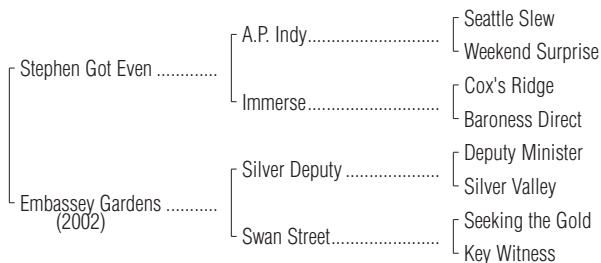 Seattle Slew
A.P. Indy..............................
Weekend Surprise
Stephen Got Even .............
Cox's Ridge
Immerse..............................
Baroness Direct
Deputy Minister
Silver Deputy .....................
Silver Valley
Embassey Gardens ...........
(2002)
Seeking the Gold
Swan Street.........................
Key Witness